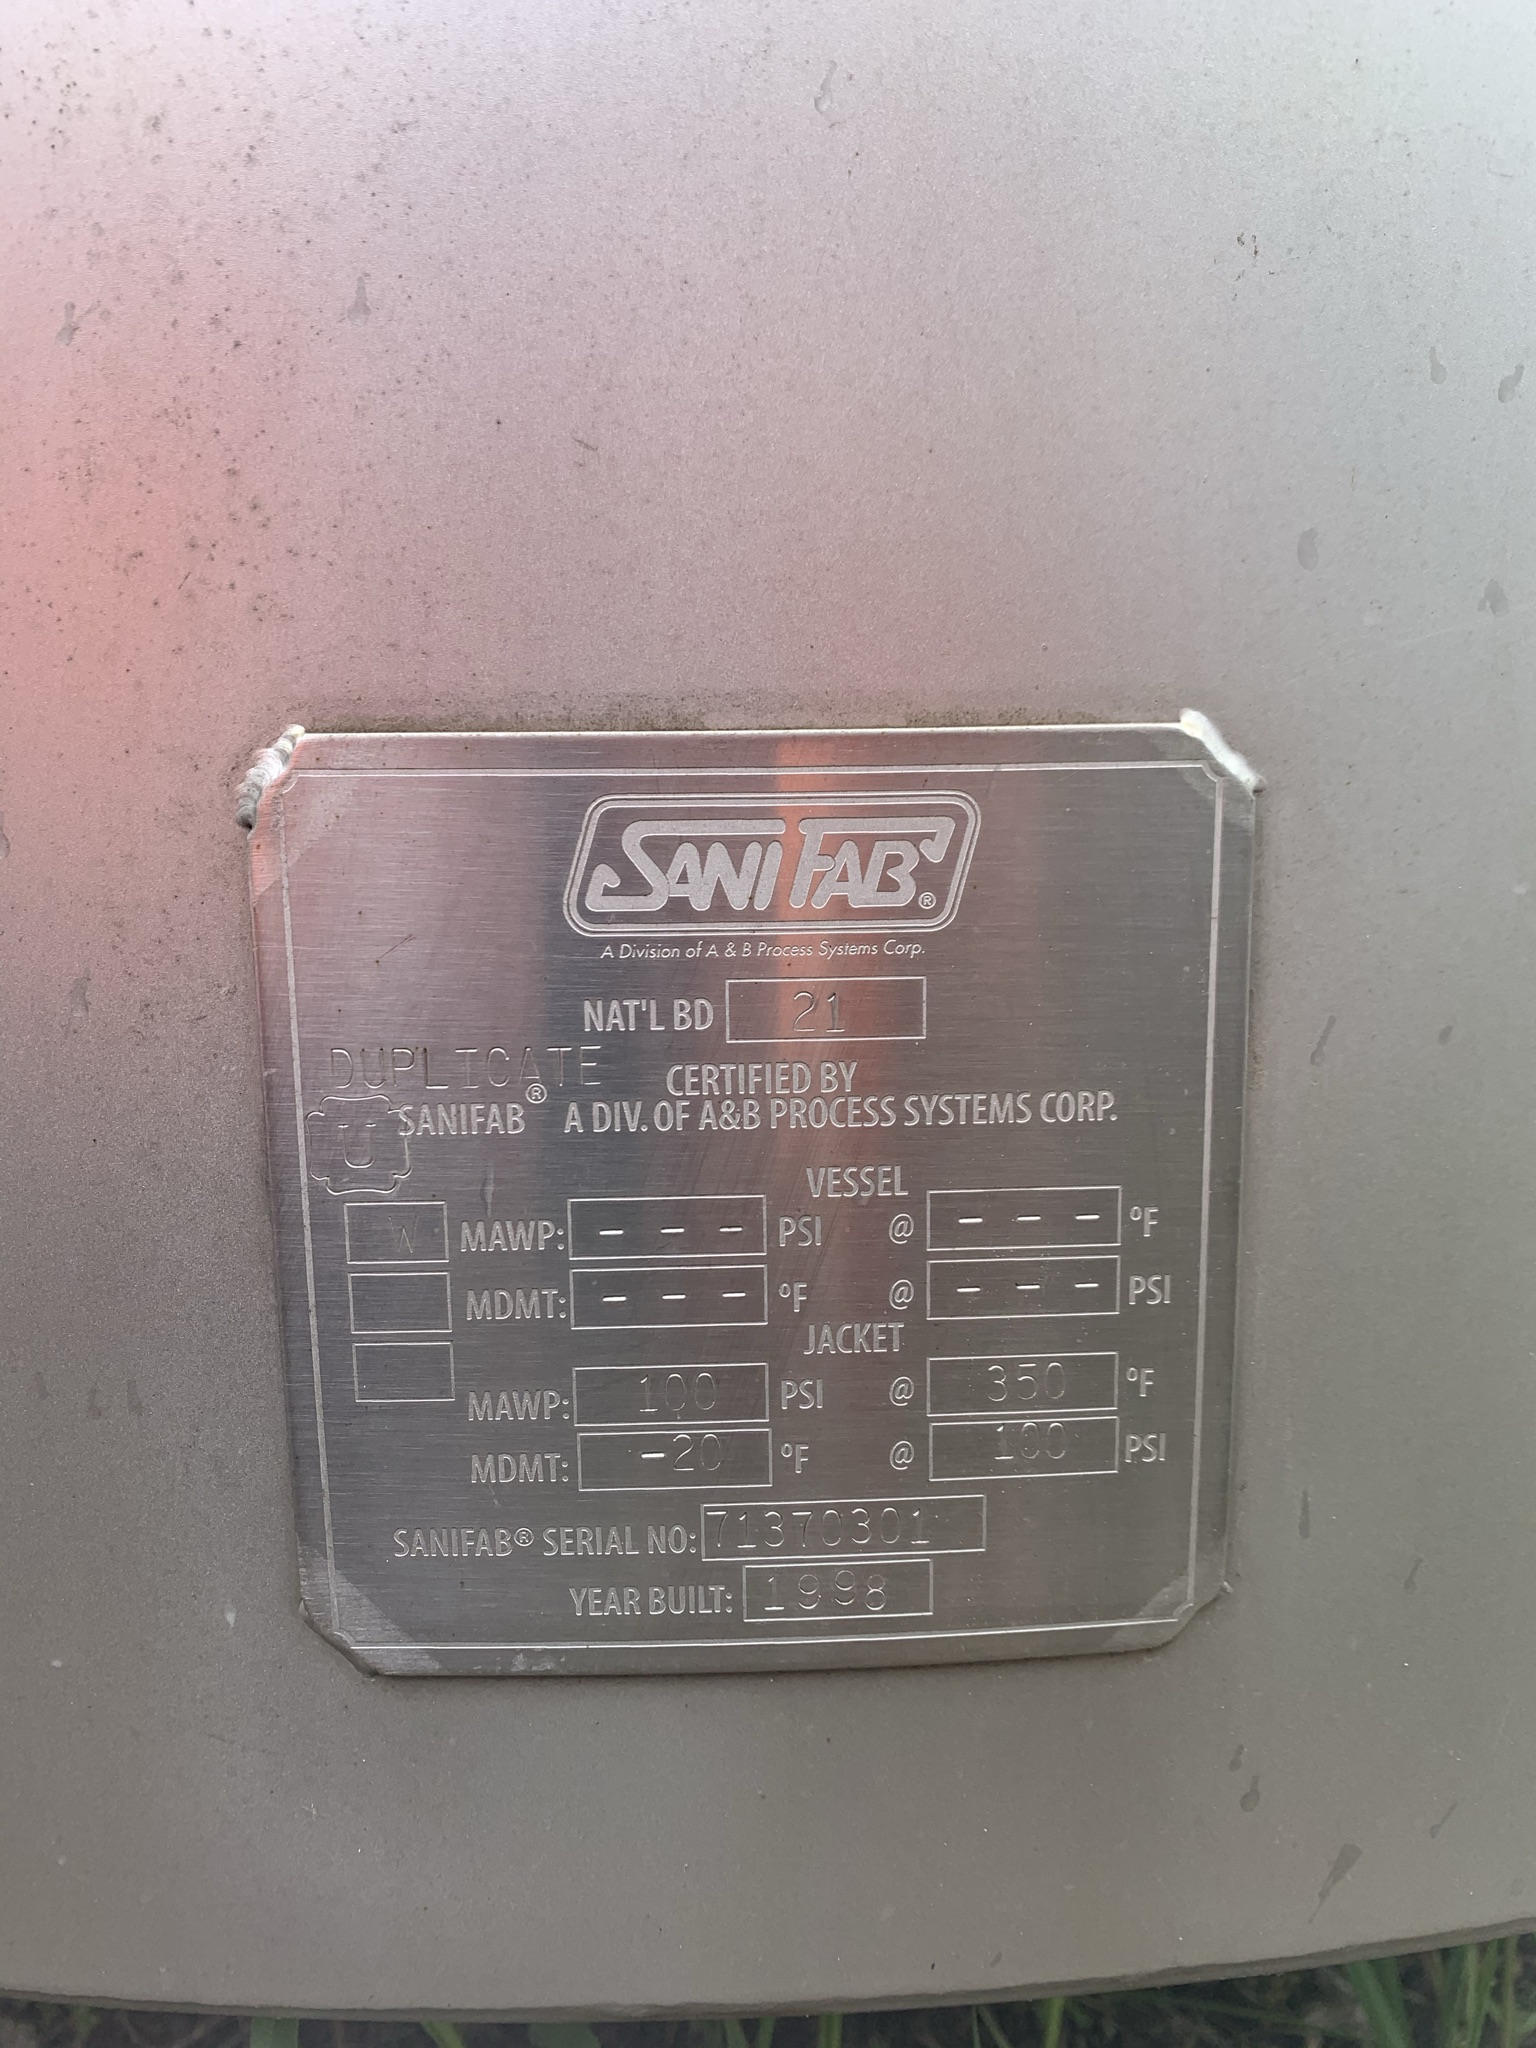 SANI FAB®
A Division of A & B Process Systems Corp.
NAT'L BD 21
DUPLICATE
CERTIFIED BY
SANIFAB® A DIV. OF A&B PROCESS SYSTEMS CORP.
U
VESSEL
W MAWP: - - - PSI @ - - - °F
MDMT: - - - °F @ - - - PSI
JACKET
MAWP: 100 PSI @ 350 °F
MDMT: -20 °F @ 100 PSI
SANIFAB® SERIAL NO: 71370301
YEAR BUILT: 1998